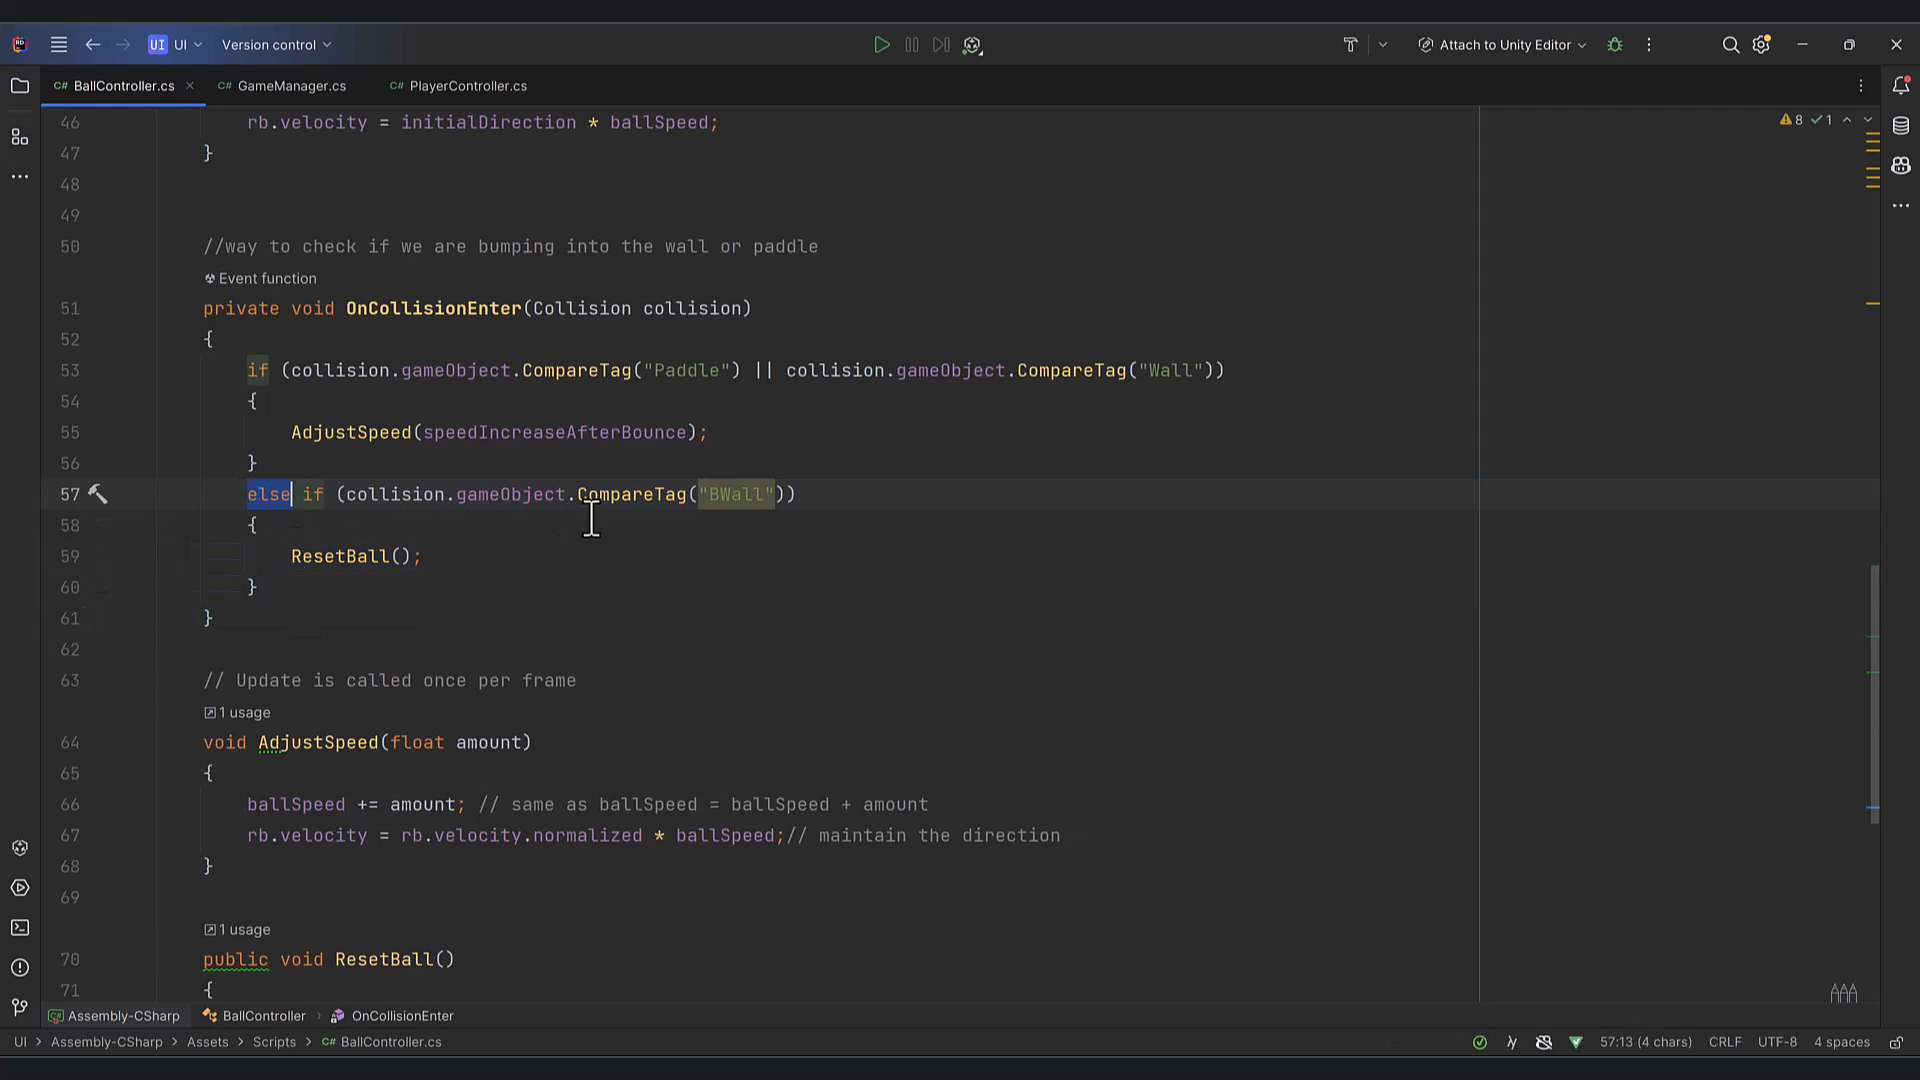 RD UI UI Version control Attach to Unity Editor
C# BallController.cs C# GameManager.cs C# PlayerController.cs
46 rb.velocity = initialDirection * ballSpeed; 8 1
47 }
48
49
50 //way to check if we are bumping into the wall or paddle
Event function
51 private void OnCollisionEnter(Collision collision)
52 {
53 if (collision.gameObject.CompareTag("Paddle") || collision.gameObject.CompareTag("Wall"))
54 {
55 AdjustSpeed(speedIncreaseAfterBounce);
56 }
57 else if (collision.gameObject.CompareTag("BWall"))
58 {
59 ResetBall();
60 }
61 }
62
63 // Update is called once per frame
1 usage
64 void AdjustSpeed(float amount)
65 {
66 ballSpeed += amount; // same as ballSpeed = ballSpeed + amount
67 rb.velocity = rb.velocity.normalized * ballSpeed;// maintain the direction
68 }
69
1 usage
70 public void ResetBall()
71 {
C# Assembly-CSharp BallController › OnCollisionEnter
UI > Assembly-CSharp > Assets > Scripts > C# BallController.cs 57:13 (4 chars) CRLF UTF-8 4 spaces